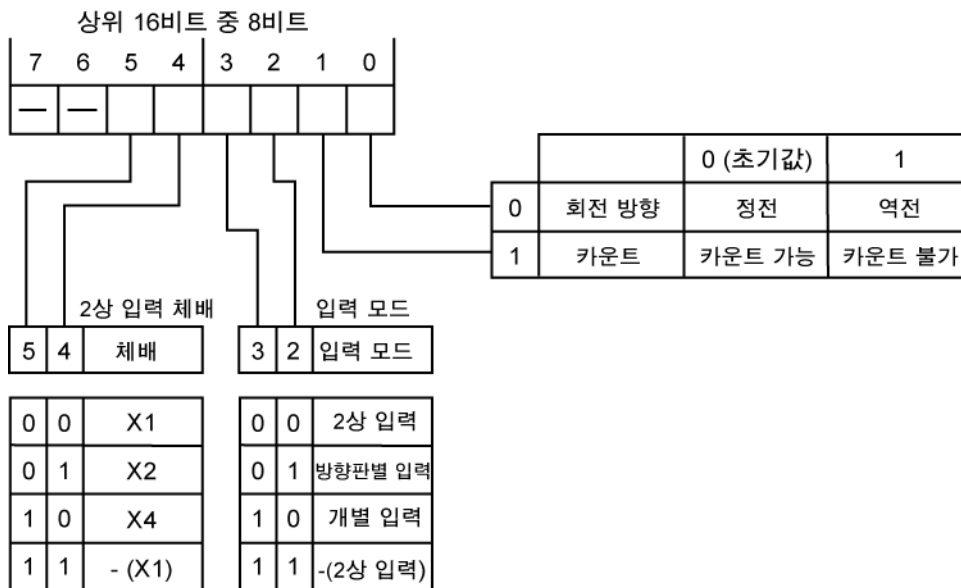 상위 16비트 중 8비트
7 6 5 4 3 2 1 0
— —
0 (초기값) 1
0 회전 방향 정전 역전
1 카운트 카운트 가능 카운트 불가
2상 입력 체배
5 4 체배
0 0 X1
0 1 X2
1 0 X4
1 1 - (X1)
입력 모드
3 2 입력 모드
0 0 2상 입력
0 1 방향판별 입력
1 0 개별 입력
1 1 -(2상 입력)